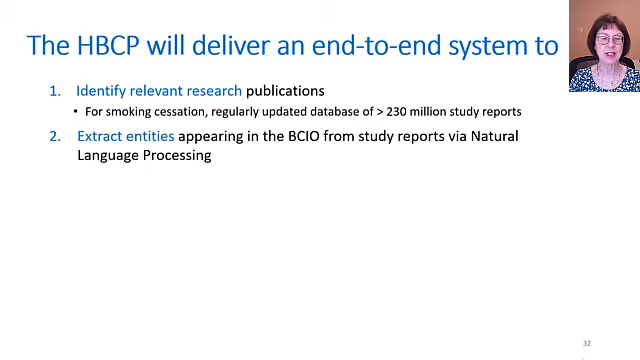 The HBCP will deliver an end-to-end system to
1. Identify relevant research publications
• For smoking cessation, regularly updated database of > 230 million study reports
2. Extract entities appearing in the BCIO from study reports via Natural
Language Processing
32